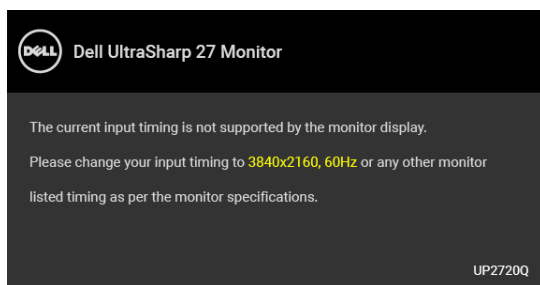 DELL Dell UltraSharp 27 Monitor
The current input timing is not supported by the monitor display.
Please change your input timing to 3840x2160, 60Hz or any other monitor
listed timing as per the monitor specifications.
UP2720Q